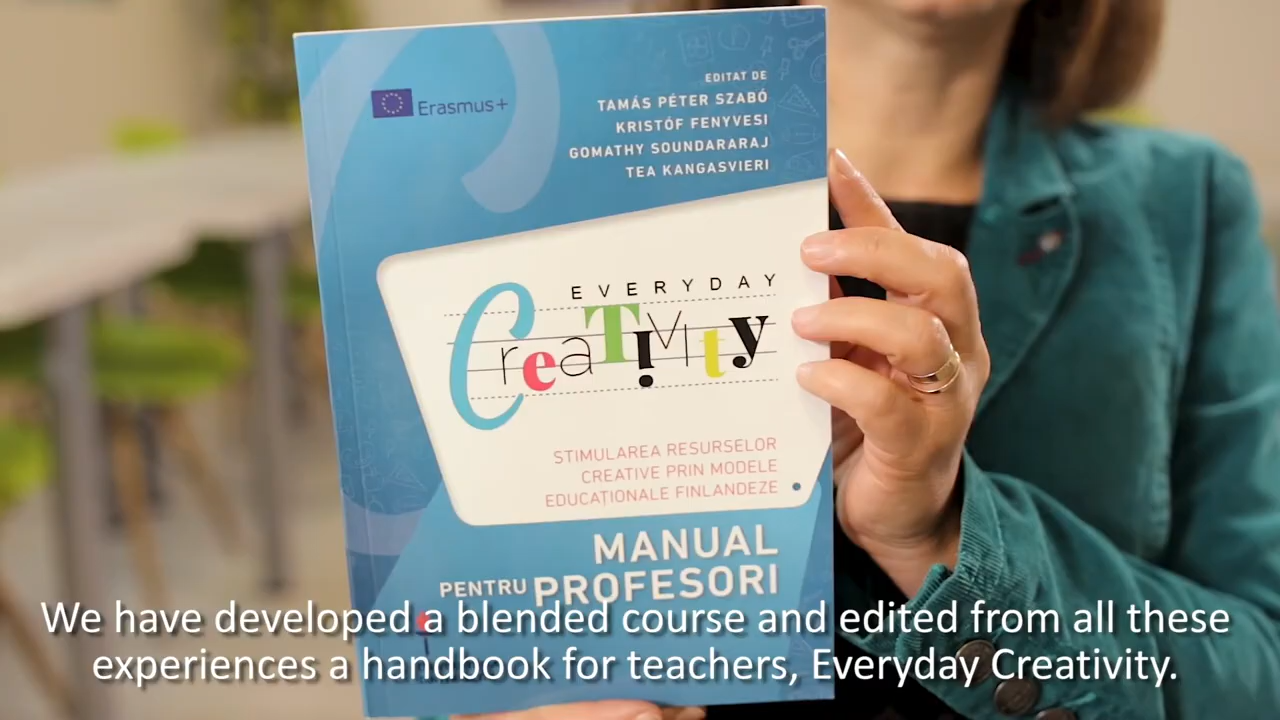 Erasmus+
EDITAT DE
TAMÁS PÉTER SZABÓ
KRISTÓF FENYVESI
GOMATHY SOUNDARARAJ
TEA KANGASVIERI
EVERYDAY
CreaTiVity
STIMULAREA RESURSELOR
CREATIVE PRIN MODELE
EDUCAȚIONALE FINLANDEZE
MANUAL
PENTRU PROFESORI
We have developed a blended course and edited from all these
experiences a handbook for teachers, Everyday Creativity.